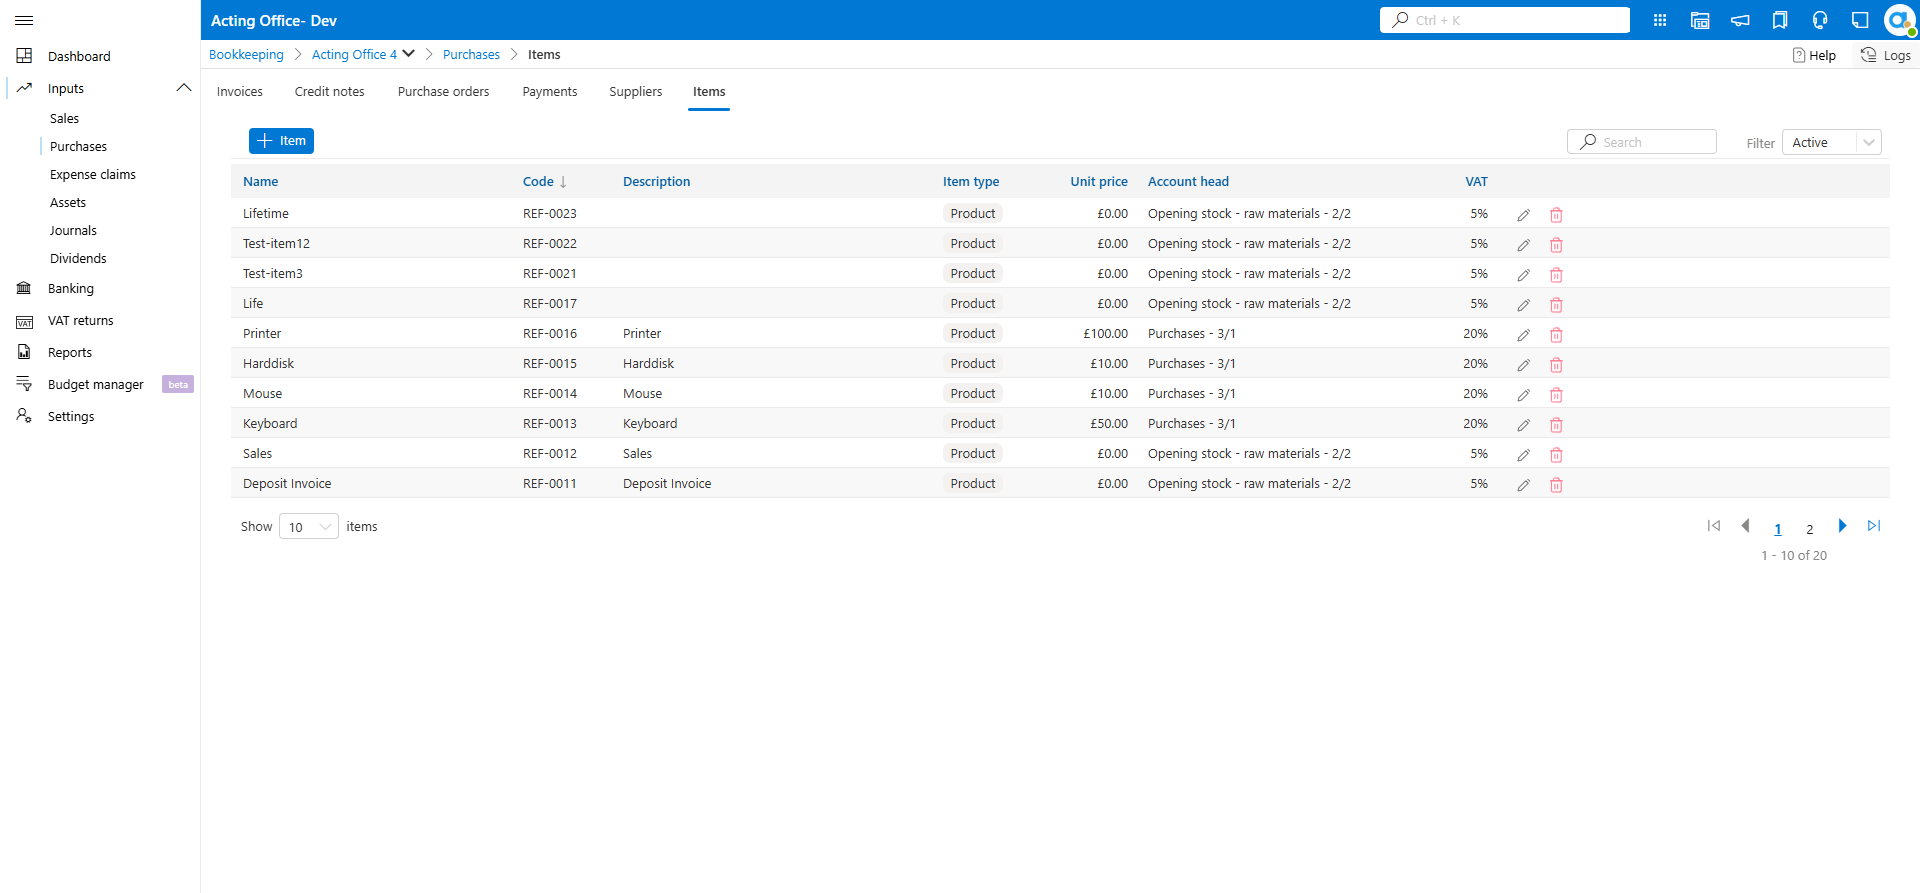 Acting Office- Dev
Ctrl + K
Bookkeeping Acting Office 4 Purchases Items
Help
Logs
Dashboard
Inputs
Sales
Purchases
Expense claims
Assets
Journals
Dividends
Banking
VAT returns
Reports
Budget manager beta
Settings
Invoices Credit notes Purchase orders Payments Suppliers Items
Item
Search
Filter Active
Name Code Description Item type Unit price Account head VAT
Lifetime REF-0023 Product £0.00 Opening stock - raw materials - 2/2 5%
Test-item12 REF-0022 Product £0.00 Opening stock - raw materials - 2/2 5%
Test-item3 REF-0021 Product £0.00 Opening stock - raw materials - 2/2 5%
Life REF-0017 Product £0.00 Opening stock - raw materials - 2/2 5%
Printer REF-0016 Printer Product £100.00 Purchases - 3/1 20%
Harddisk REF-0015 Harddisk Product £10.00 Purchases - 3/1 20%
Mouse REF-0014 Mouse Product £10.00 Purchases - 3/1 20%
Keyboard REF-0013 Keyboard Product £50.00 Purchases - 3/1 20%
Sales REF-0012 Sales Product £0.00 Opening stock - raw materials - 2/2 5%
Deposit Invoice REF-0011 Deposit Invoice Product £0.00 Opening stock - raw materials - 2/2 5%
Show 10 items
1 2
1 - 10 of 20